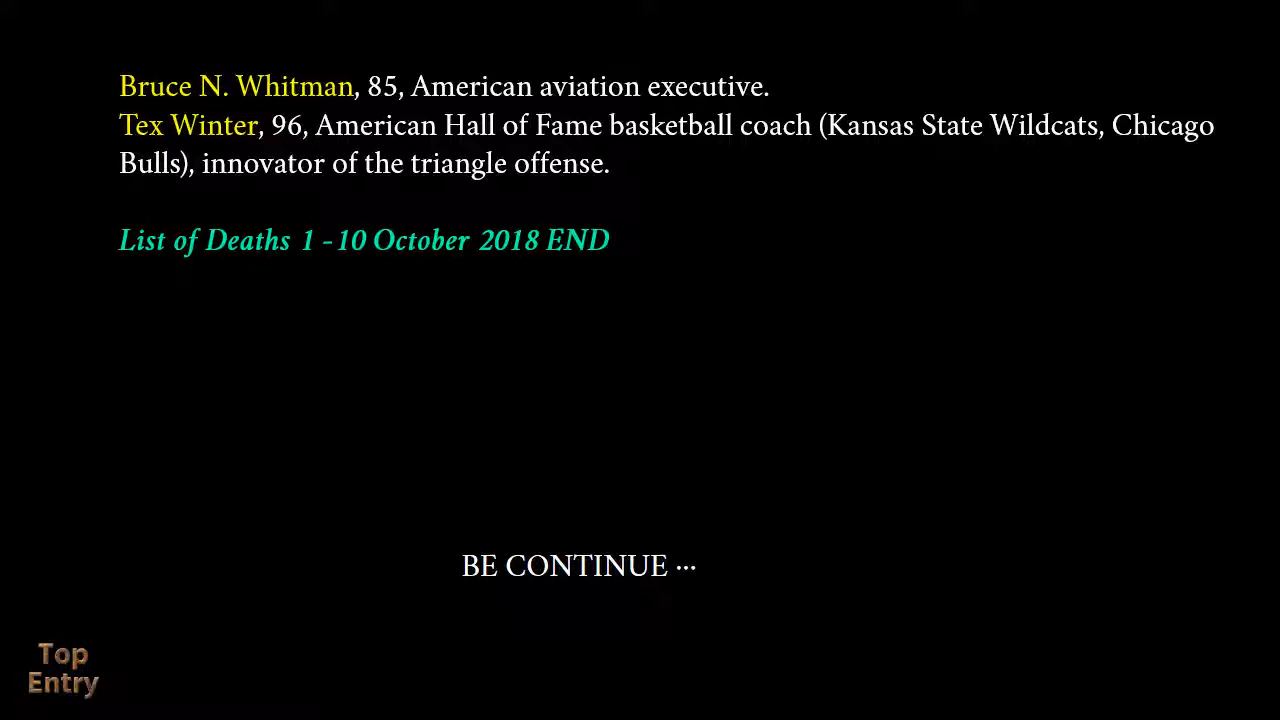 Bruce N. Whitman, 85, American aviation executive.
Tex Winter, 96, American Hall of Fame basketball coach (Kansas State Wildcats, Chicago
Bulls), innovator of the triangle offense.
List of Deaths 1 - 10 October 2018 END
BE CONTINUE ...
Top
Entry